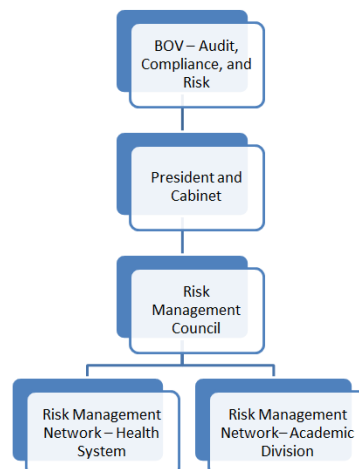 BOV – Audit,
Compliance, and
Risk
President and
Cabinet
Risk
Management
Council
Risk Management
Network – Health
System
Risk Management
Network– Academic
Division